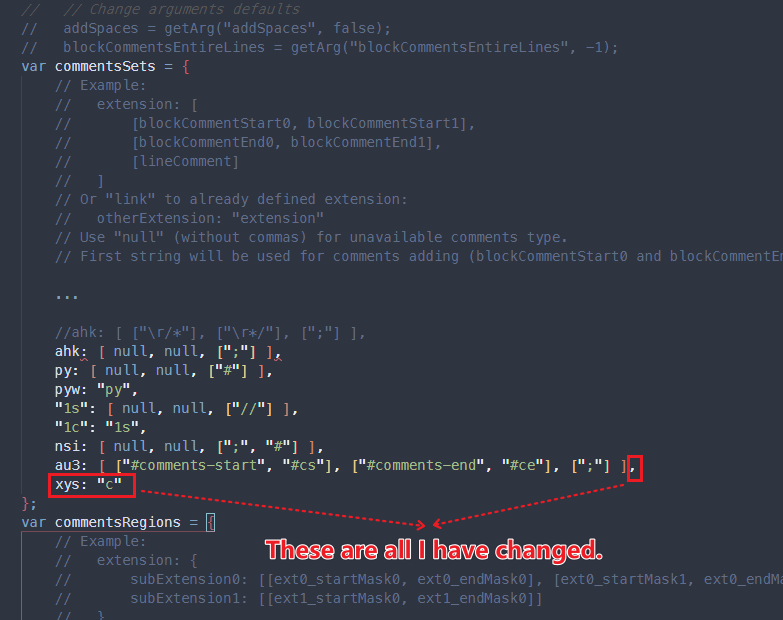 //   // Change arguments defaults
//   addSpaces = getArg("addSpaces", false);
//   blockCommentsEntireLines = getArg("blockCommentsEntireLines", -1);
var commentsSets = {
// Example:
//   extension: [
//       [blockCommentStart0, blockCommentStart1],
//       [blockCommentEnd0, blockCommentEnd1],
//       [lineComment]
//   ]
// Or "link" to already defined extension:
//   otherExtension: "extension"
// Use "null" (without commas) for unavailable comments type.
// First string will be used for comments adding (blockCommentStart0 and blockCommentEn
...
//ahk: [ ["\r/*"], ["\r*/"], [";"] ],
ahk: [ null, null, [";"] ],
py: [ null, null, ["#"] ],
pyw: "py",
"1s": [ null, null, ["//"] ],
"1c": "1s",
nsi: [ null, null, [";", "#"] ],
au3: [ ["#comments-start", "#cs"], ["#comments-end", "#ce"], [";"] ],
xys: "c"
};
var commentsRegions = {
// Example:
These are all I have changed.
//   extension: {
//       subExtension0: [[ext0_startMask0, ext0_endMask0], [ext0_startMask1, ext0_endMa
//       subExtension1: [[ext1_startMask0, ext1_endMask0]]
//   }